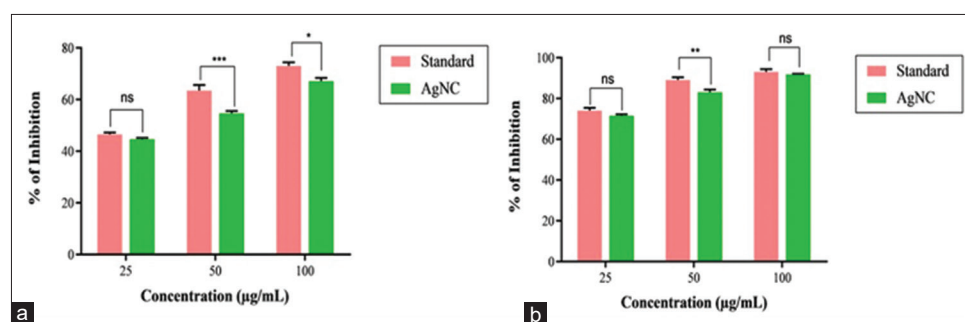 80
60
40
20
0
% of Inhibition
ns
***
*
25
50
100
Concentration (µg/mL)
Standard
AgNC
a
100
80
60
40
20
0
% of Inhibition
ns
**
ns
25
50
100
Concentration (µg/mL)
Standard
AgNC
b